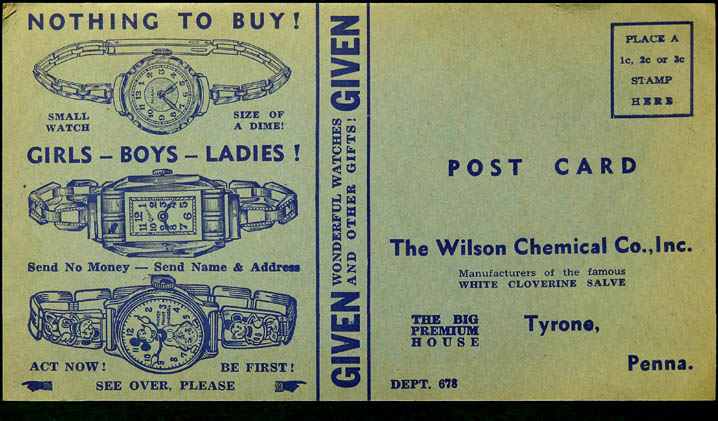 NOTHING TO BUY!
SMALL WATCH
SIZE OF A DIME!
GIRLS – BOYS – LADIES!
Send No Money — Send Name & Address
ACT NOW!
BE FIRST!
SEE OVER, PLEASE
GIVEN
WONDERFUL WATCHES
AND OTHER GIFTS!
GIVEN
PLACE A
1c, 2c or 3c
STAMP
HERE
POST CARD
The Wilson Chemical Co., Inc.
Manufacturers of the famous
WHITE CLOVERINE SALVE
THE BIG
PREMIUM
HOUSE
Tyrone,
Penna.
DEPT. 678